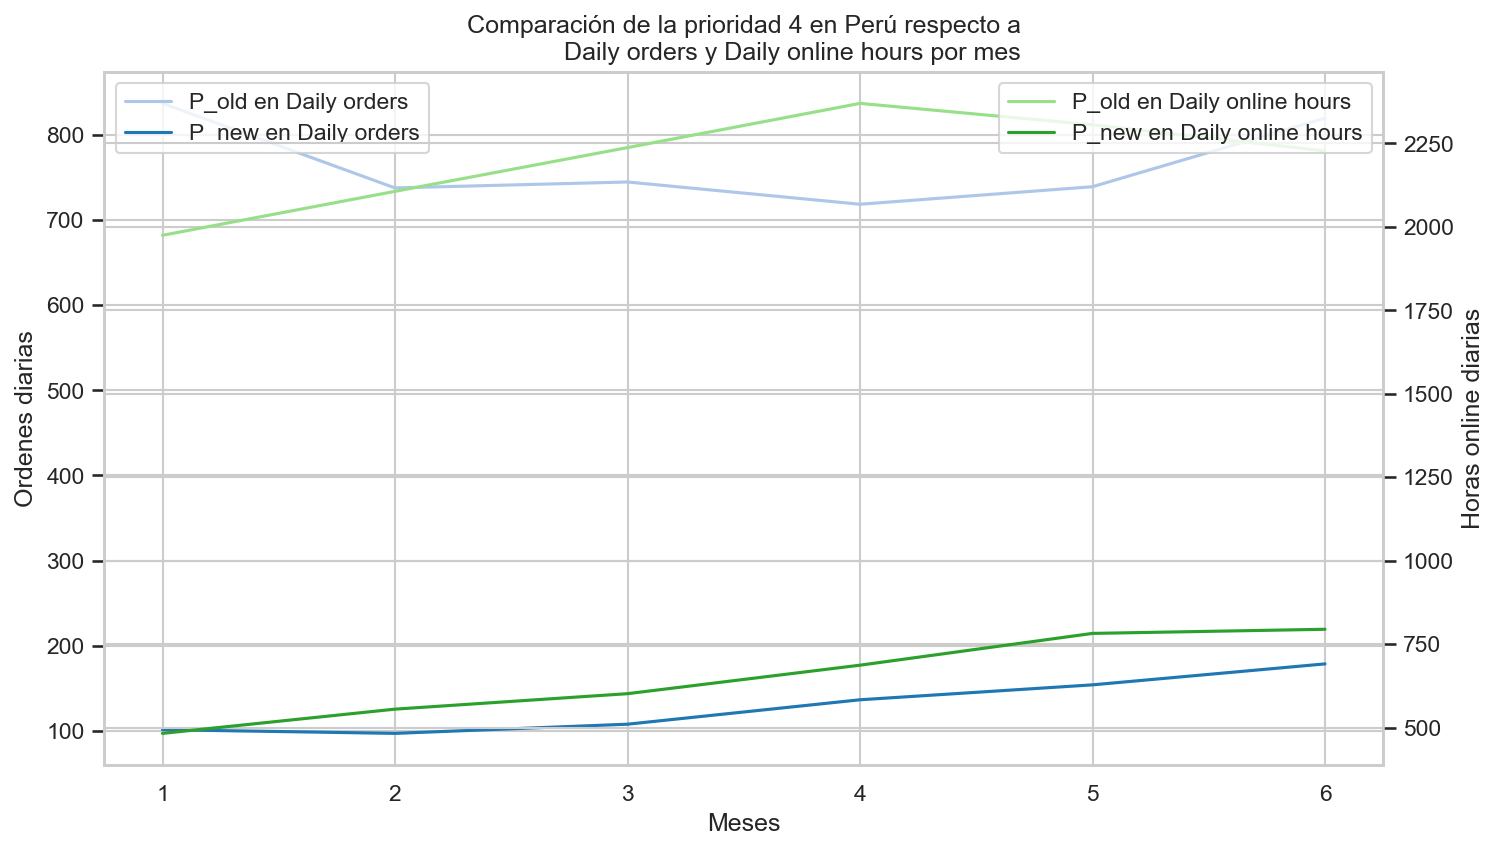 Comparación de la prioridad 4 en Perú respecto a
Daily orders y Daily online hours por mes
P_old en Daily orders
P_new en Daily orders
P_old en Daily online hours
P_new en Daily online hours
800
700
600
500
400
300
200
100
Ordenes diarias
2250
2000
1750
1500
1250
1000
750
500
Horas online diarias
1 2 3 4 5 6
Meses